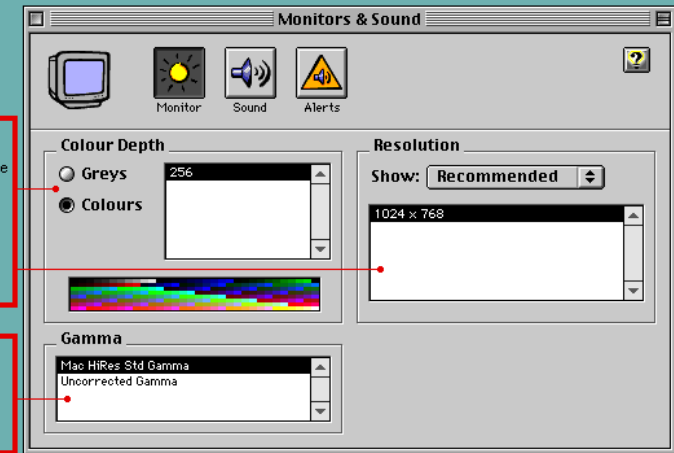 Monitors & Sound
Monitor
Sound
Alerts
Colour Depth
Greys
Colours
256
Resolution
Show: Recommended
1024 x 768
Gamma
Mac HiRes Std Gamma
Uncorrected Gamma